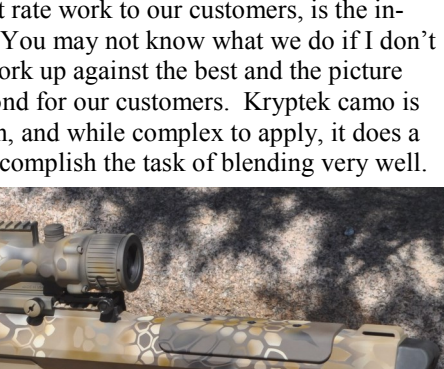 t rate work to our customers, is the in-
You may not know what we do if I don’t
ork up against the best and the picture
ond for our customers.  Kryptek camo is
n, and while complex to apply, it does a
complish the task of blending very well.